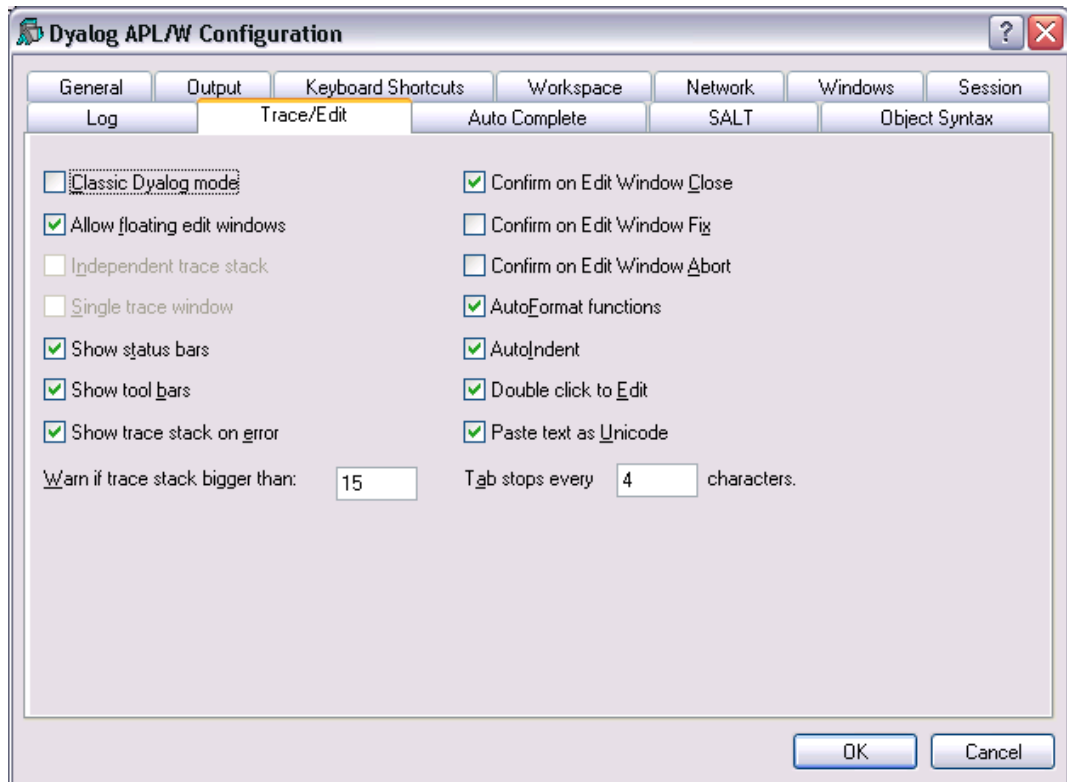 Dyalog APL/W Configuration
General Output Keyboard Shortcuts Workspace Network Windows Session
Log Trace/Edit Auto Complete SALT Object Syntax
Classic Dyalog mode
Allow floating edit windows
Independent trace stack
Single trace window
Show status bars
Show tool bars
Show trace stack on error
Warn if trace stack bigger than: 15
Confirm on Edit Window Close
Confirm on Edit Window Fix
Confirm on Edit Window Abort
AutoFormat functions
AutoIndent
Double click to Edit
Paste text as Unicode
Tab stops every 4 characters.
OK Cancel